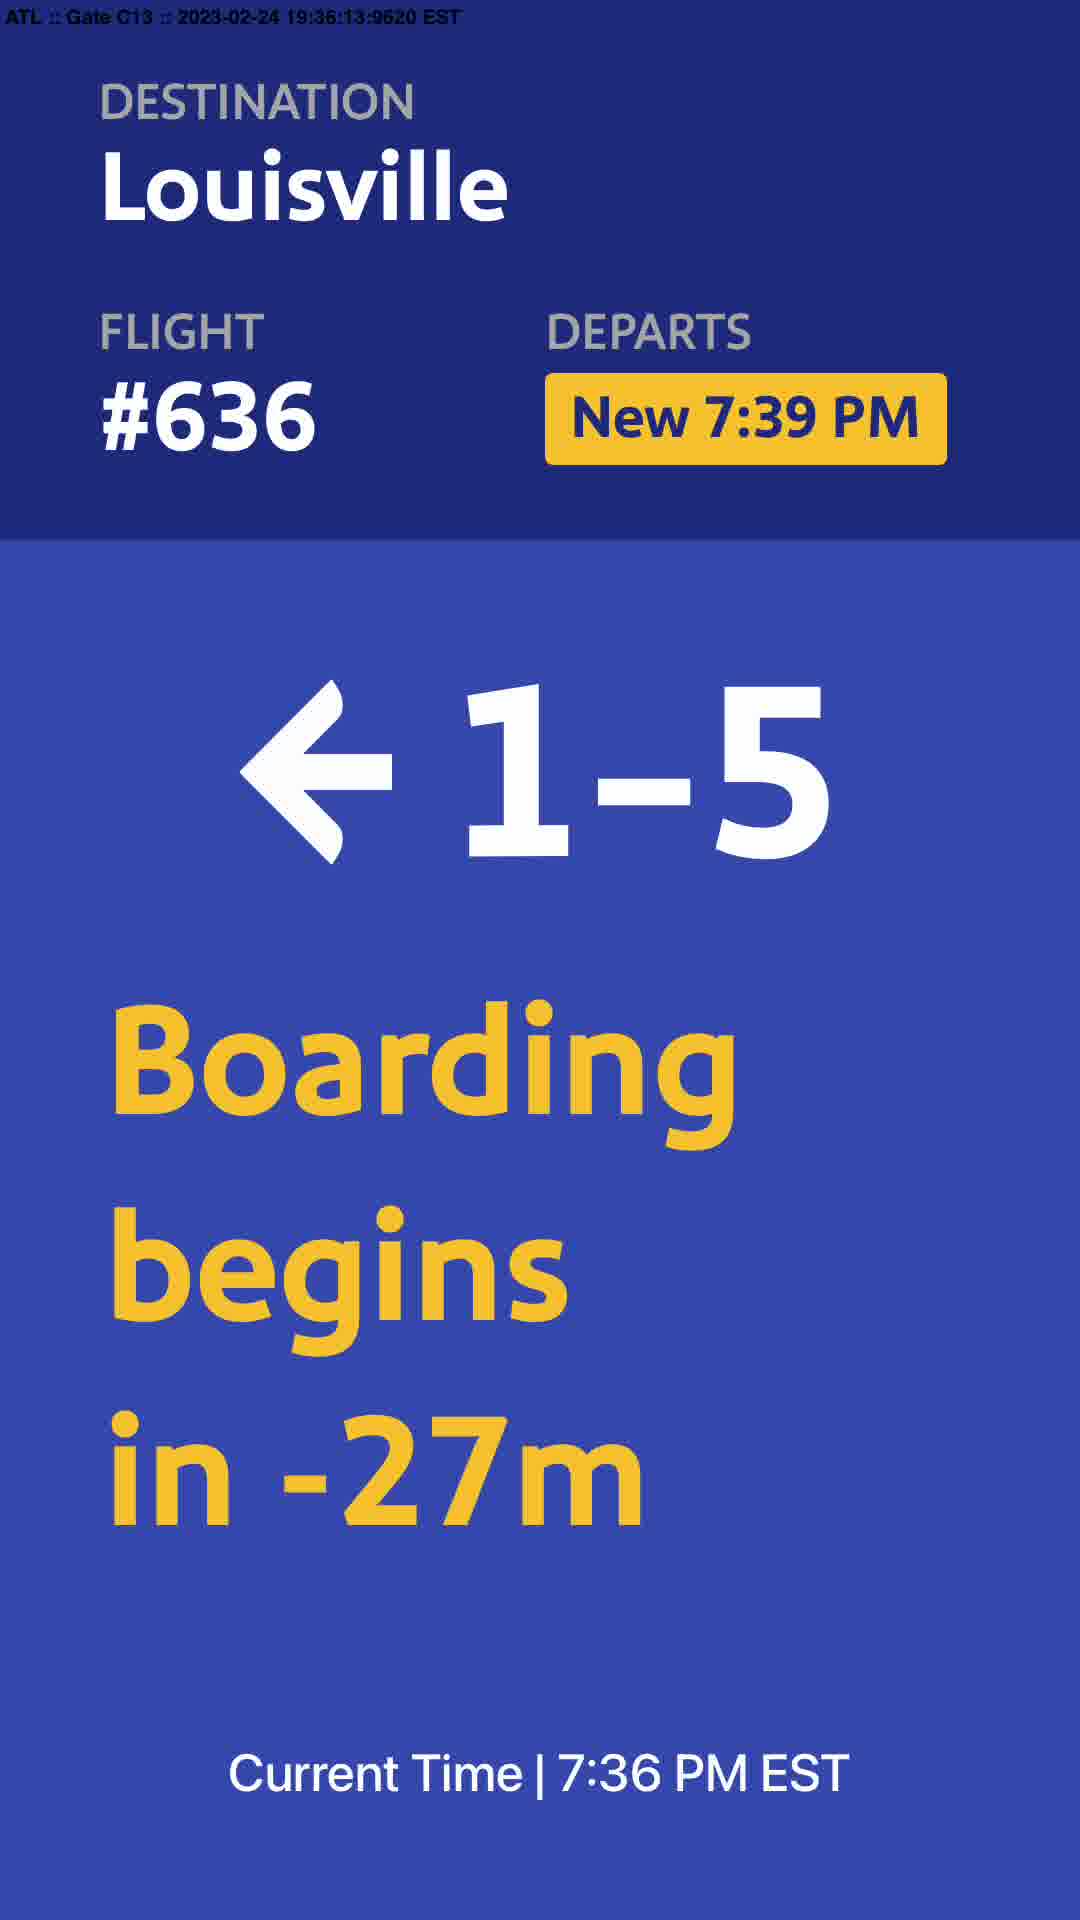 ATL :: Gate C13 :: 2023-02-24 19:36:13:9620 EST
DESTINATION
Louisville
FLIGHT
DEPARTS
#636
New 7:39 PM
← 1–5
Boarding
begins
in -27m
Current Time | 7:36 PM EST